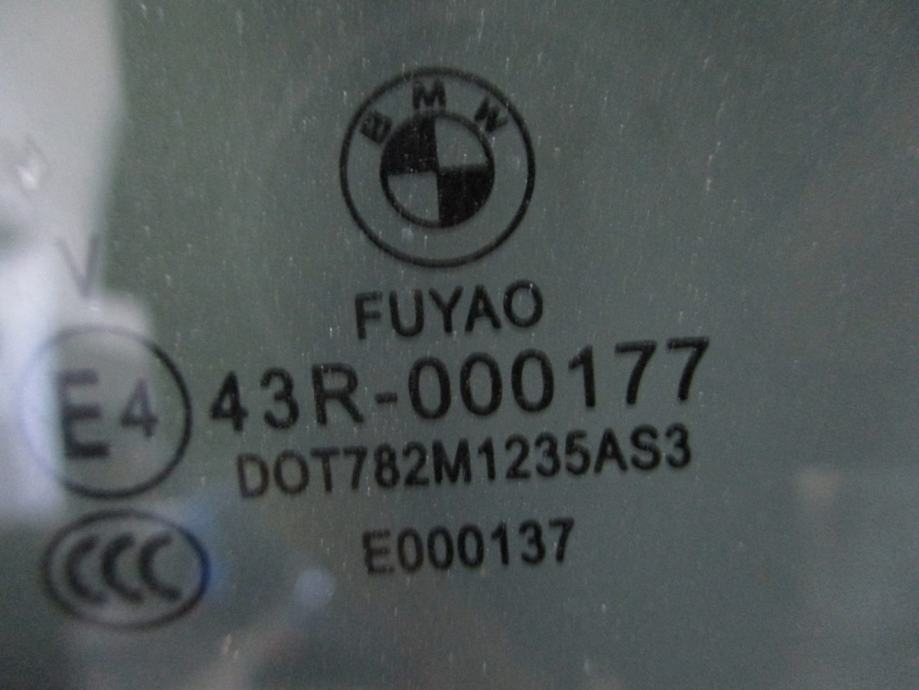 BMW
FUYAO
V
E4 43R-000177
DOT782M1235AS3
E000137
CCC